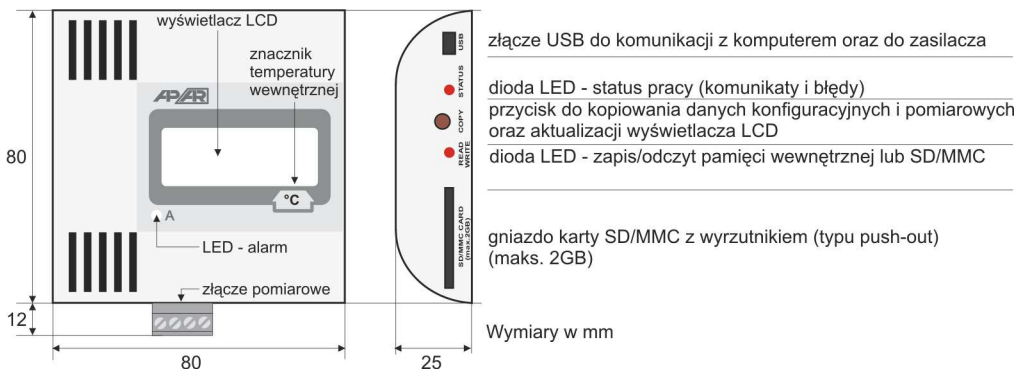 wyświetlacz LCD
znacznik
temperatury
wewnętrznej
APAR
°C
A
LED - alarm
złącze pomiarowe
80
12
80
25
USB
STATUS
COPY
READ
WRITE
SD/MMC CARD
(max.2GB)
złącze USB do komunikacji z komputerem oraz do zasilacza
dioda LED - status pracy (komunikaty i błędy)
przycisk do kopiowania danych konfiguracyjnych i pomiarowych
oraz aktualizacji wyświetlacza LCD
dioda LED - zapis/odczyt pamięci wewnętrznej lub SD/MMC
gniazdo karty SD/MMC z wyrzutnikiem (typu push-out)
(maks. 2GB)
Wymiary w mm